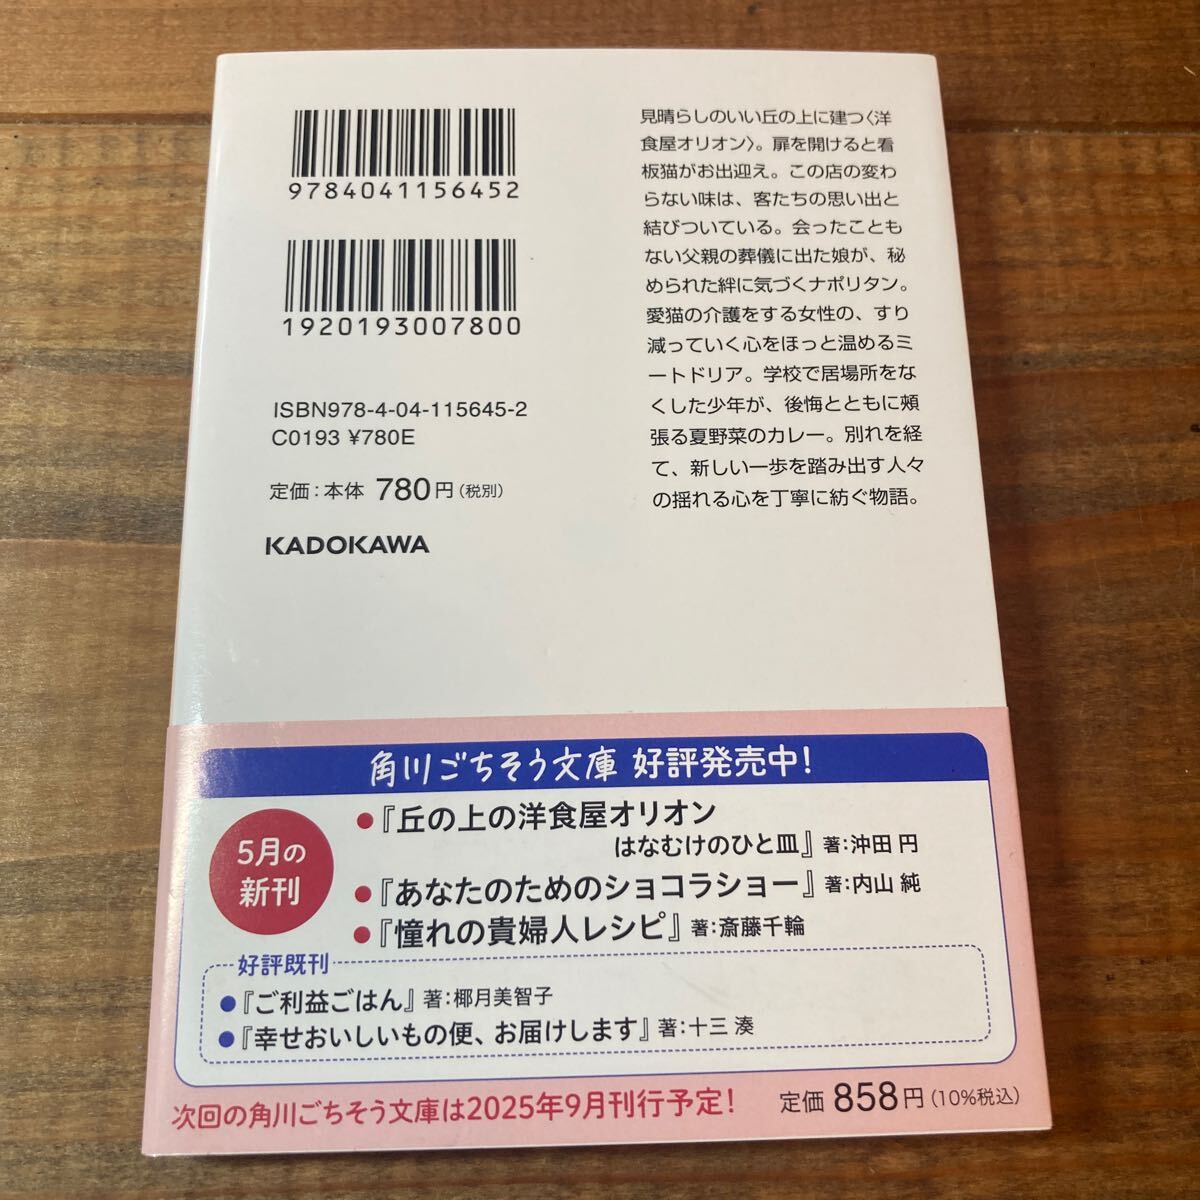 9784041156452
1920193007800
ISBN978-4-04-115645-2
C0193 ¥780E
定価:本体 780円(税別)
KADOKAWA
見晴らしのいい丘の上に建つ〈洋
食屋オリオン〉。扉を開けると看
板猫がお出迎え。この店の変わ
らない味は、客たちの思い出と
結びついている。会ったことも
ない父親の葬儀に出た娘が、秘
められた絆に気づくナポリタン。
愛猫の介護をする女性の、すり
減っていく心をほっと温めるミ
ートドリア。学校で居場所をな
くした少年が、後悔とともに頬
張る夏野菜のカレー。別れを経
て、新しい一歩を踏み出す人々
の揺れる心を丁寧に紡ぐ物語。
角川ごちそう文庫 好評発売中!
5月の
新刊
●『丘の上の洋食屋オリオン
はなむけのひと皿』著:沖田 円
●『あなたのためのショコラショー』著:内山 純
●『憧れの貴婦人レシピ』著:斎藤千輪
好評既刊
●『ご利益ごはん』著:椰月美智子
●『幸せおいしいもの便、お届けします』著:十三 湊
次回の角川ごちそう文庫は2025年9月刊行予定!
定価 858円(10%税込)